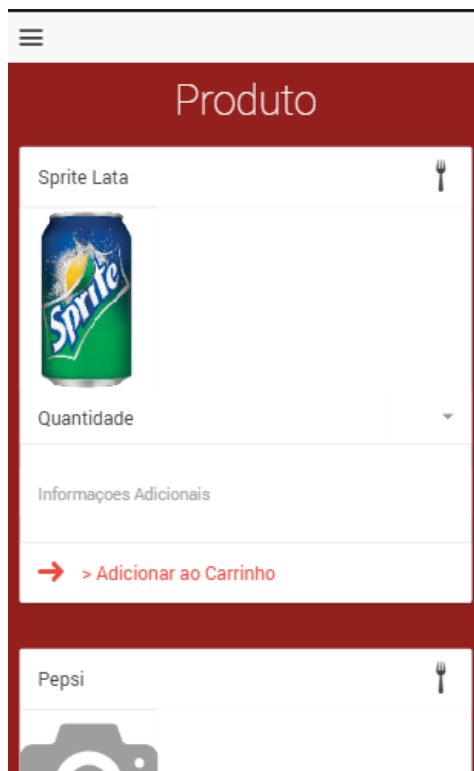 Produto
Sprite Lata
Sprite
Quantidade
Informaçoes Adicionais
> Adicionar ao Carrinho
Pepsi